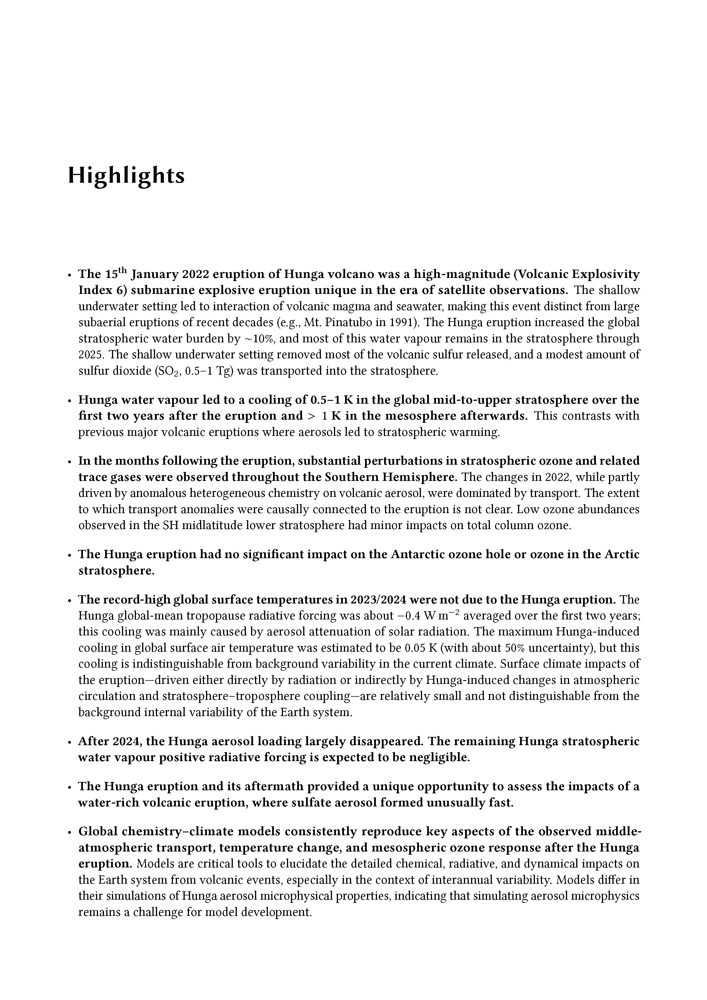 Highlights
• The 15th January 2022 eruption of Hunga volcano was a high-magnitude (Volcanic Explosivity
Index 6) submarine explosive eruption unique in the era of satellite observations. The shallow
underwater setting led to interaction of volcanic magma and seawater, making this event distinct from large
subaerial eruptions of recent decades (e.g., Mt. Pinatubo in 1991). The Hunga eruption increased the global
stratospheric water burden by ~10%, and most of this water vapour remains in the stratosphere through
2025. The shallow underwater setting removed most of the volcanic sulfur released, and a modest amount of
sulfur dioxide (SO₂, 0.5–1 Tg) was transported into the stratosphere.
• Hunga water vapour led to a cooling of 0.5–1 K in the global mid-to-upper stratosphere over the
first two years after the eruption and > 1 K in the mesosphere afterwards. This contrasts with
previous major volcanic eruptions where aerosols led to stratospheric warming.
• In the months following the eruption, substantial perturbations in stratospheric ozone and related
trace gases were observed throughout the Southern Hemisphere. The changes in 2022, while partly
driven by anomalous heterogeneous chemistry on volcanic aerosol, were dominated by transport. The extent
to which transport anomalies were causally connected to the eruption is not clear. Low ozone abundances
observed in the SH midlatitude lower stratosphere had minor impacts on total column ozone.
• The Hunga eruption had no significant impact on the Antarctic ozone hole or ozone in the Arctic
stratosphere.
• The record-high global surface temperatures in 2023/2024 were not due to the Hunga eruption. The
Hunga global-mean tropopause radiative forcing was about −0.4 W m⁻² averaged over the first two years;
this cooling was mainly caused by aerosol attenuation of solar radiation. The maximum Hunga-induced
cooling in global surface air temperature was estimated to be 0.05 K (with about 50% uncertainty), but this
cooling is indistinguishable from background variability in the current climate. Surface climate impacts of
the eruption—driven either directly by radiation or indirectly by Hunga-induced changes in atmospheric
circulation and stratosphere–troposphere coupling—are relatively small and not distinguishable from the
background internal variability of the Earth system.
• After 2024, the Hunga aerosol loading largely disappeared. The remaining Hunga stratospheric
water vapour positive radiative forcing is expected to be negligible.
• The Hunga eruption and its aftermath provided a unique opportunity to assess the impacts of a
water-rich volcanic eruption, where sulfate aerosol formed unusually fast.
• Global chemistry–climate models consistently reproduce key aspects of the observed middle-
atmospheric transport, temperature change, and mesospheric ozone response after the Hunga
eruption. Models are critical tools to elucidate the detailed chemical, radiative, and dynamical impacts on
the Earth system from volcanic events, especially in the context of interannual variability. Models differ in
their simulations of Hunga aerosol microphysical properties, indicating that simulating aerosol microphysics
remains a challenge for model development.